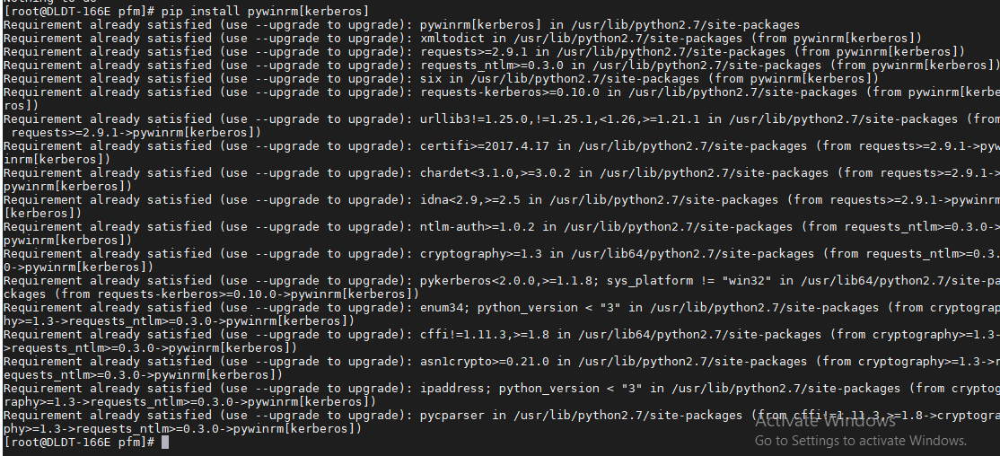 [root@DLDT-166E pfm]# pip install pywinrm[kerberos]
Requirement already satisfied (use --upgrade to upgrade): pywinrm[kerberos] in /usr/lib/python2.7/site-packages
Requirement already satisfied (use --upgrade to upgrade): xmltodict in /usr/lib/python2.7/site-packages (from pywinrm[kerberos])
Requirement already satisfied (use --upgrade to upgrade): requests>=2.9.1 in /usr/lib/python2.7/site-packages (from pywinrm[kerberos])
Requirement already satisfied (use --upgrade to upgrade): requests_ntlm>=0.3.0 in /usr/lib/python2.7/site-packages (from pywinrm[kerberos])
Requirement already satisfied (use --upgrade to upgrade): six in /usr/lib/python2.7/site-packages (from pywinrm[kerberos])
Requirement already satisfied (use --upgrade to upgrade): requests-kerberos>=0.10.0 in /usr/lib/python2.7/site-packages (from pywinrm[kerbe
ros])
Requirement already satisfied (use --upgrade to upgrade): urllib3!=1.25.0,!=1.25.1,<1.26,>=1.21.1 in /usr/lib/python2.7/site-packages (from
requests>=2.9.1->pywinrm[kerberos])
Requirement already satisfied (use --upgrade to upgrade): certifi>=2017.4.17 in /usr/lib/python2.7/site-packages (from requests>=2.9.1->pyw
inrm[kerberos])
Requirement already satisfied (use --upgrade to upgrade): chardet<3.1.0,>=3.0.2 in /usr/lib/python2.7/site-packages (from requests>=2.9.1->
pywinrm[kerberos])
Requirement already satisfied (use --upgrade to upgrade): idna<2.9,>=2.5 in /usr/lib/python2.7/site-packages (from requests>=2.9.1->pywinrm
[kerberos])
Requirement already satisfied (use --upgrade to upgrade): ntlm-auth>=1.0.2 in /usr/lib/python2.7/site-packages (from requests_ntlm>=0.3.0->
pywinrm[kerberos])
Requirement already satisfied (use --upgrade to upgrade): cryptography>=1.3 in /usr/lib64/python2.7/site-packages (from requests_ntlm>=0.3.
0->pywinrm[kerberos])
Requirement already satisfied (use --upgrade to upgrade): pykerberos<2.0.0,>=1.1.8; sys_platform != "win32" in /usr/lib64/python2.7/site-pa
ckages (from requests-kerberos>=0.10.0->pywinrm[kerberos])
Requirement already satisfied (use --upgrade to upgrade): enum34; python_version < "3" in /usr/lib/python2.7/site-packages (from cryptograp
hy>=1.3->requests_ntlm>=0.3.0->pywinrm[kerberos])
Requirement already satisfied (use --upgrade to upgrade): cffi!=1.11.3,>=1.8 in /usr/lib64/python2.7/site-packages (from cryptography>=1.3-
>requests_ntlm>=0.3.0->pywinrm[kerberos])
Requirement already satisfied (use --upgrade to upgrade): asn1crypto>=0.21.0 in /usr/lib/python2.7/site-packages (from cryptography>=1.3->r
equests_ntlm>=0.3.0->pywinrm[kerberos])
Requirement already satisfied (use --upgrade to upgrade): ipaddress; python_version < "3" in /usr/lib/python2.7/site-packages (from cryptog
raphy>=1.3->requests_ntlm>=0.3.0->pywinrm[kerberos])
Requirement already satisfied (use --upgrade to upgrade): pycparser in /usr/lib/python2.7/site-packages (from cffi!=1.11.3,>=1.8->cryptogra
phy>=1.3->requests_ntlm>=0.3.0->pywinrm[kerberos])
[root@DLDT-166E pfm]#
Activate Windows
Go to Settings to activate Windows.